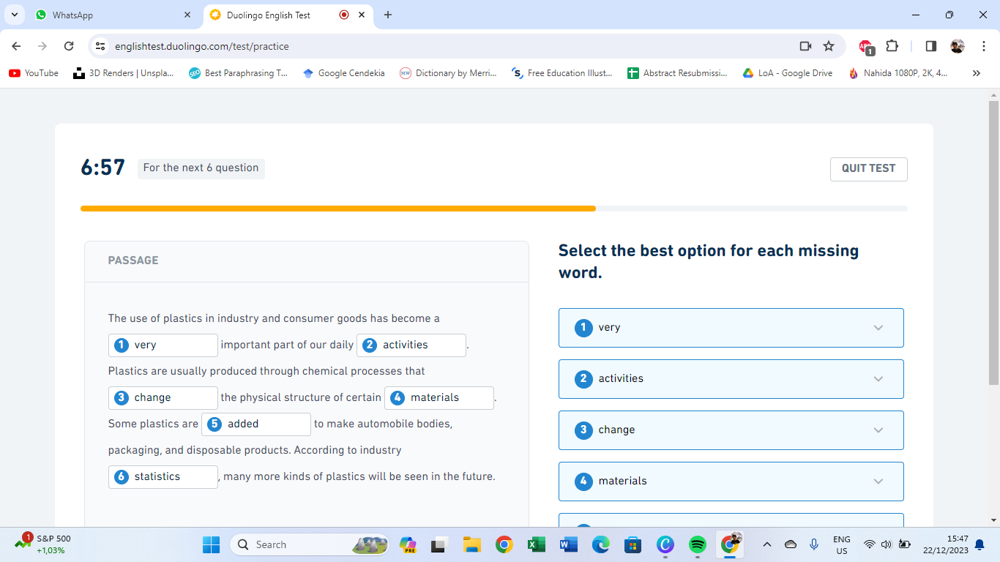 WhatsApp
Duolingo English Test
englishtest.duolingo.com/test/practice
ABP
1
YouTube
3D Renders | Unspla...
SEO
Best Paraphrasing T...
Google Cendekia
MW
Dictionary by Merri...
Free Education Illust...
Abstract Resubmissi...
LoA - Google Drive
Nahida 1080P, 2K, 4...
6:57
For the next 6 question
QUIT TEST
PASSAGE
The use of plastics in industry and consumer goods has become a
1 very important part of our daily 2 activities .
Plastics are usually produced through chemical processes that
3 change the physical structure of certain 4 materials .
Some plastics are 5 added to make automobile bodies,
packaging, and disposable products. According to industry
6 statistics , many more kinds of plastics will be seen in the future.
Select the best option for each missing
word.
1 very
2 activities
3 change
4 materials
1
S&P 500
+1,03%
Search
PRE
ENG
US
15:47
22/12/2023